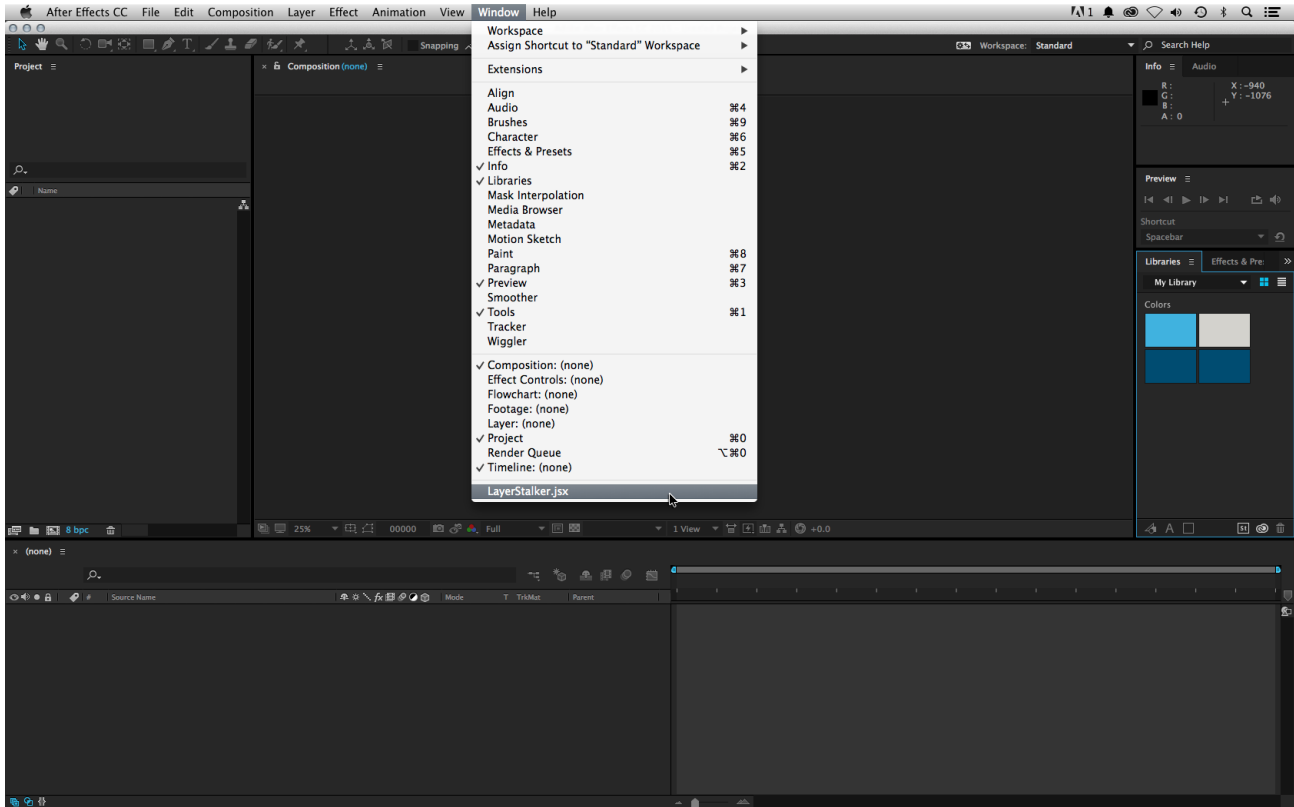 After Effects CC File Edit Composition Layer Effect Animation View Window Help 1
Snapping Workspace: Standard Search Help
Project
Composition (none)
Name
8 bpc
Workspace
Assign Shortcut to "Standard" Workspace
Extensions
Align
Audio ⌘4
Brushes ⌘9
Character ⌘6
Effects & Presets ⌘5
✓ Info ⌘2
✓ Libraries
Mask Interpolation
Media Browser
Metadata
Motion Sketch
Paint ⌘8
Paragraph ⌘7
✓ Preview ⌘3
Smoother
✓ Tools ⌘1
Tracker
Wiggler
✓ Composition: (none)
Effect Controls: (none)
Flowchart: (none)
Footage: (none)
Layer: (none)
✓ Project ⌘0
Render Queue ⌥⌘0
✓ Timeline: (none)
LayerStalker.jsx
25% 00000 Full 1 View +0.0
Info Audio
R: X: -940
G: Y: -1076
B:
A: 0
Preview
Shortcut
Spacebar
Libraries Effects & Pre:
My Library
Colors
A St
(none)
# Source Name fx Mode T TrkMat Parent